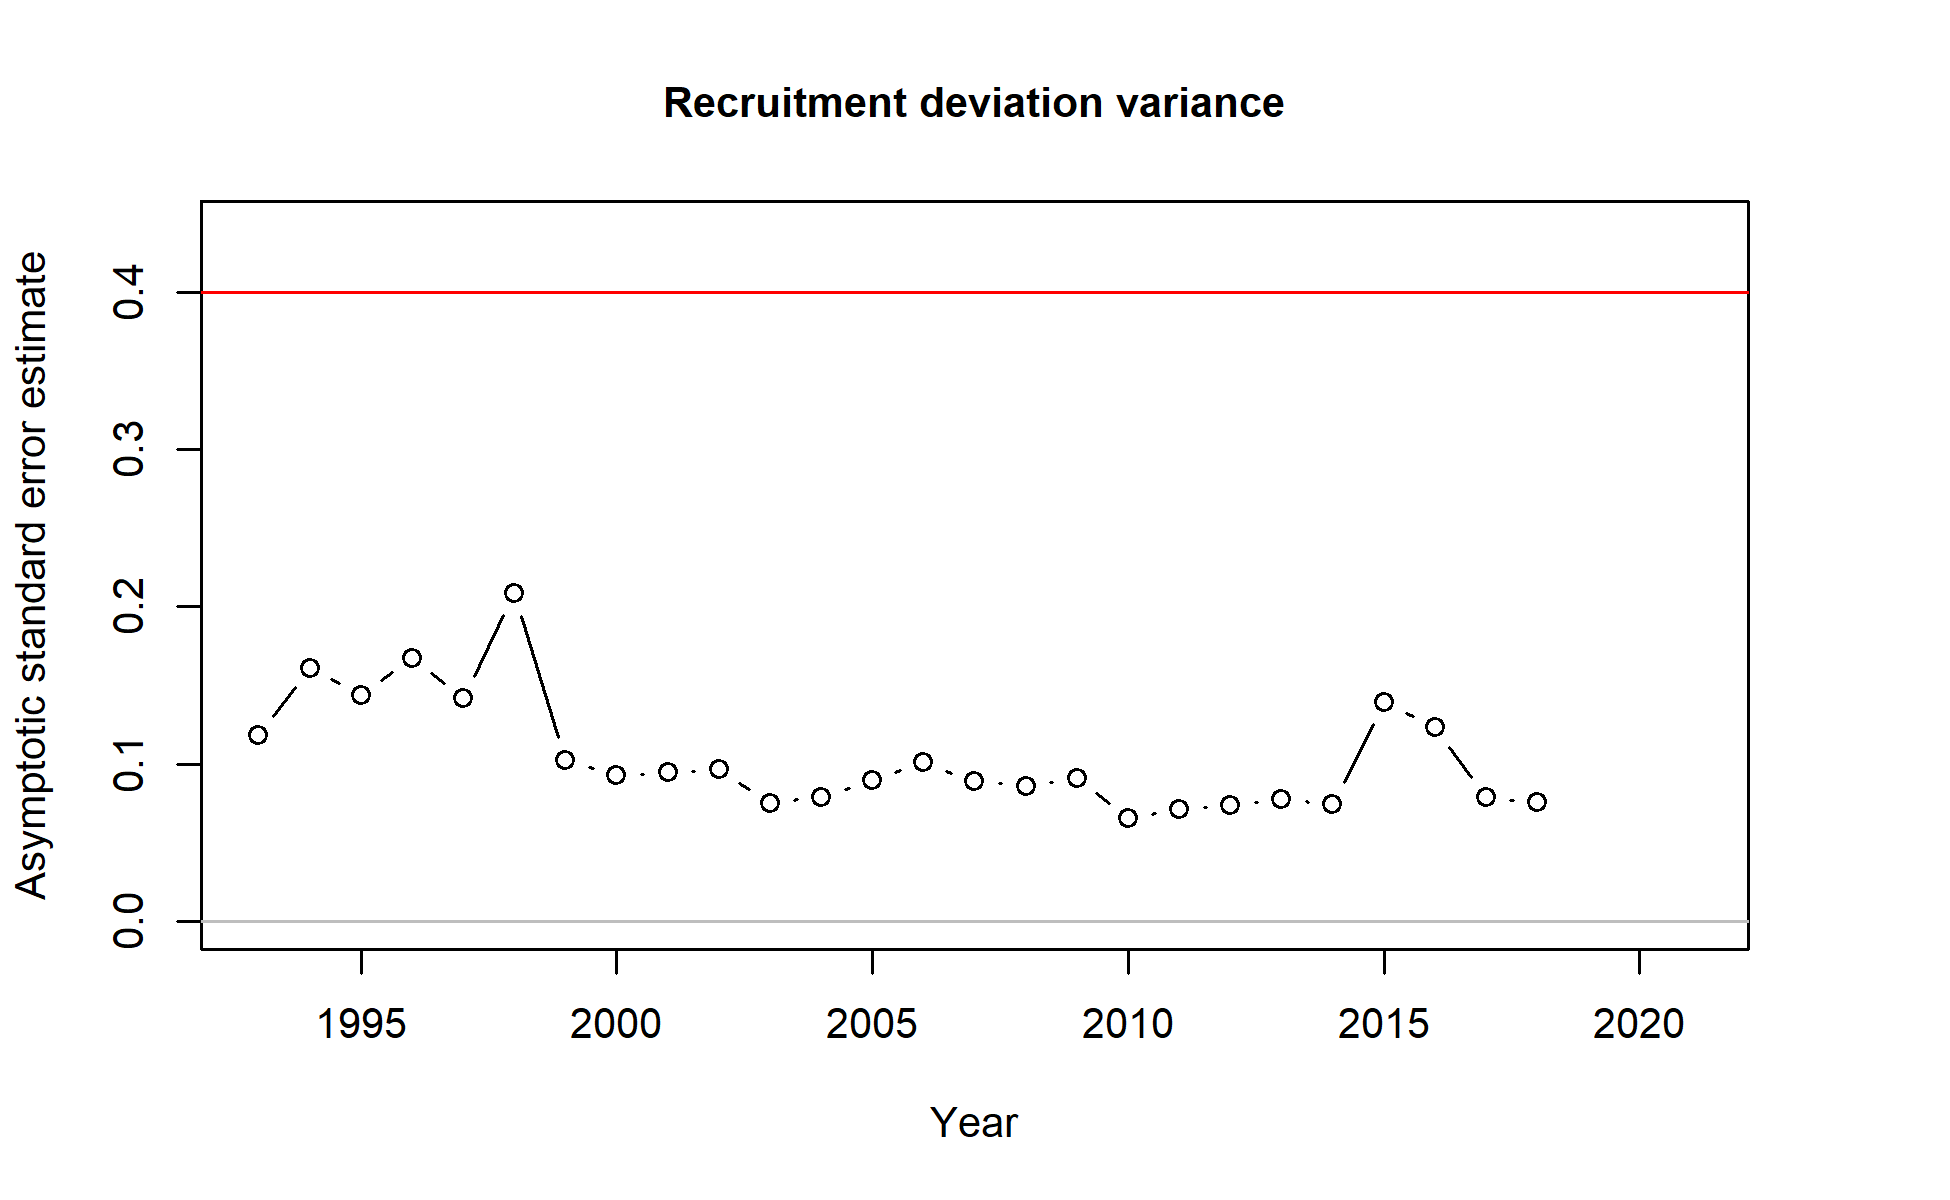 Recruitment deviation variance
Asymptotic standard error estimate
0.4
0.3
0.2
0.1
0.0
1995 2000 2005 2010 2015 2020
Year